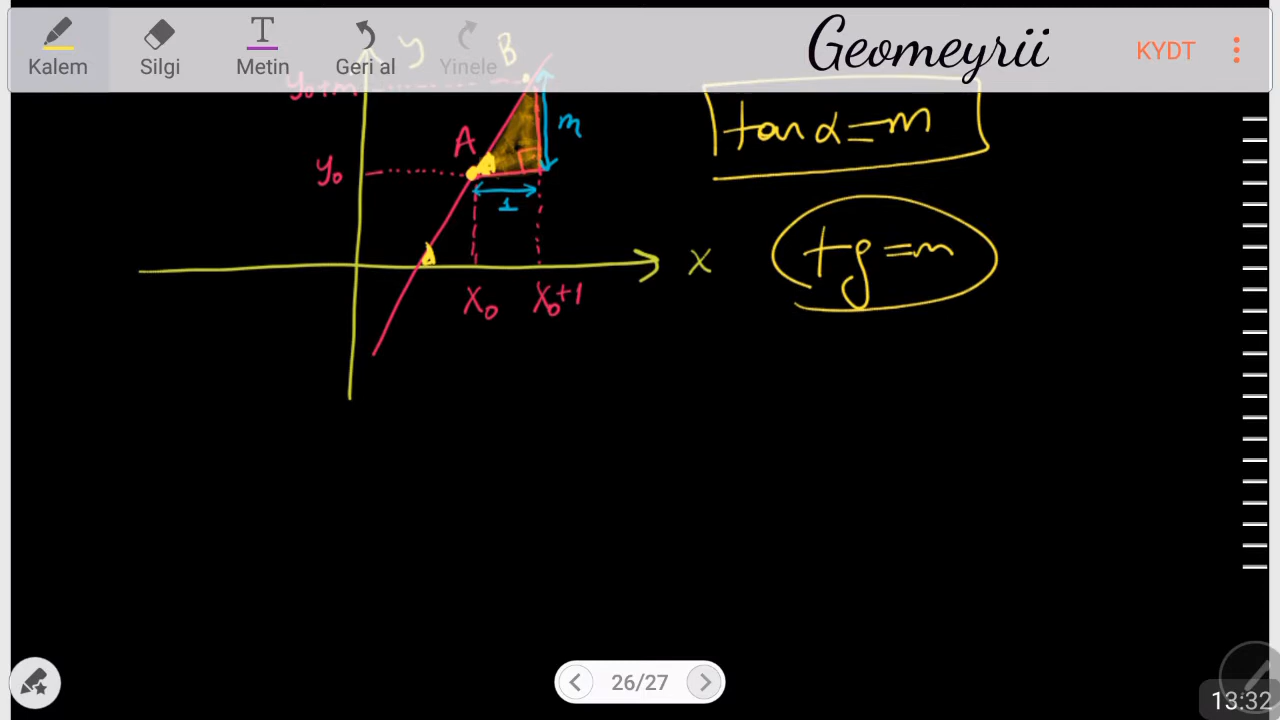 Kalem
Silgi
Metin
Geri al
Yinele
Geomeyrii
KYDT
y
B
y₀+m
A
m
y₀
1
x
x₀
x₀+1
tan α = m
tg = m
26/27
13:32